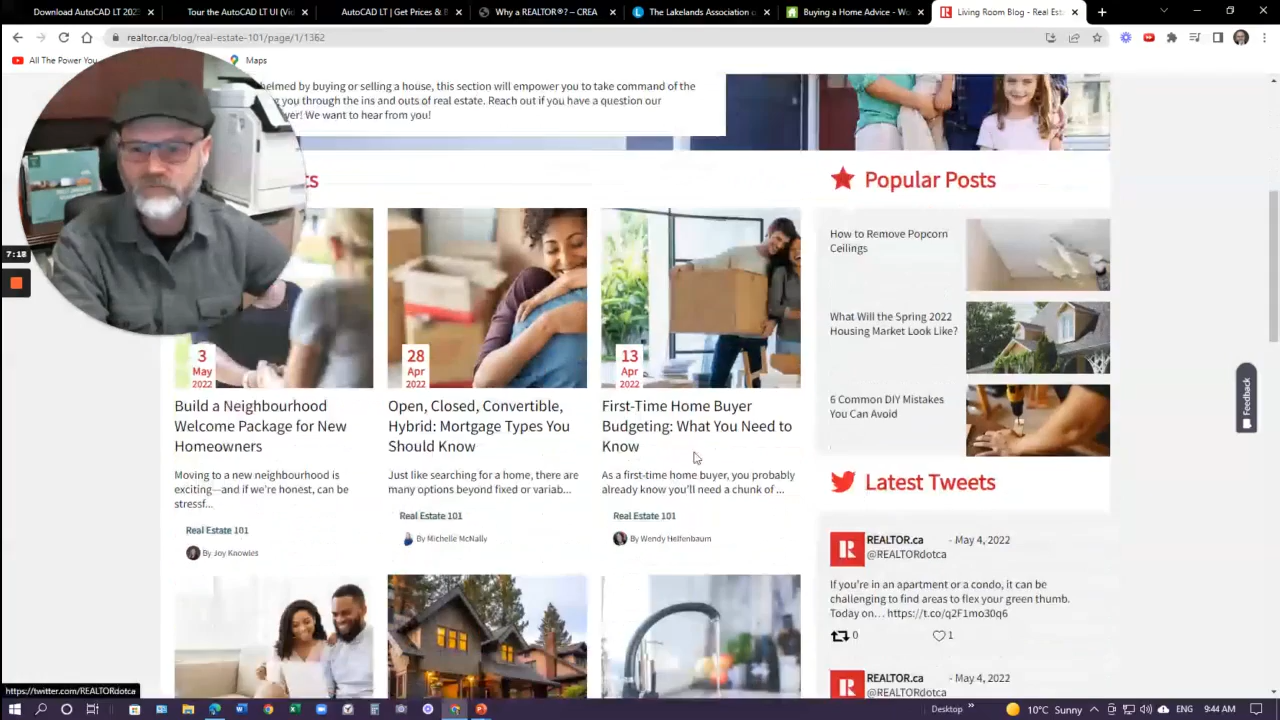 Download AutoCAD LT 202
Tour the AutoCAD LT UI (Vi
AutoCAD LT | Get Prices & B
Why a REALTOR®? – CREA
The Lakelands Association o
Buying a Home Advice - Wo
Living Room Blog - Real Est
realtor.ca/blog/real-estate-101/page/1/1362
All The Power You
Maps
helmed by buying or selling a house, this section will empower you to take command of the
g you through the ins and outs of real estate. Reach out if you have a question our
wer! We want to hear from you!
ts
Popular Posts
How to Remove Popcorn
Ceilings
What Will the Spring 2022
Housing Market Look Like?
6 Common DIY Mistakes
You Can Avoid
7:18
3
May
2022
28
Apr
2022
13
Apr
2022
Build a Neighbourhood
Welcome Package for New
Homeowners
Moving to a new neighbourhood is
exciting—and if we're honest, can be
stressf...
Real Estate 101
By Joy Knowles
Open, Closed, Convertible,
Hybrid: Mortgage Types You
Should Know
Just like searching for a home, there are
many options beyond fixed or variab...
Real Estate 101
By Michelle McNally
First-Time Home Buyer
Budgeting: What You Need to
Know
As a first-time home buyer, you probably
already know you'll need a chunk of ...
Real Estate 101
By Wendy Helfenbaum
Feedback
Latest Tweets
REALTOR.ca - May 4, 2022
@REALTORdotca
If you're in an apartment or a condo, it can be
challenging to find areas to flex your green thumb.
Today on… https://t.co/q2F1mo30q6
0 1
REALTOR.ca - May 4, 2022
@REALTORdotca
https://twitter.com/REALTORdotca
Desktop
10°C Sunny
ENG
9:44 AM